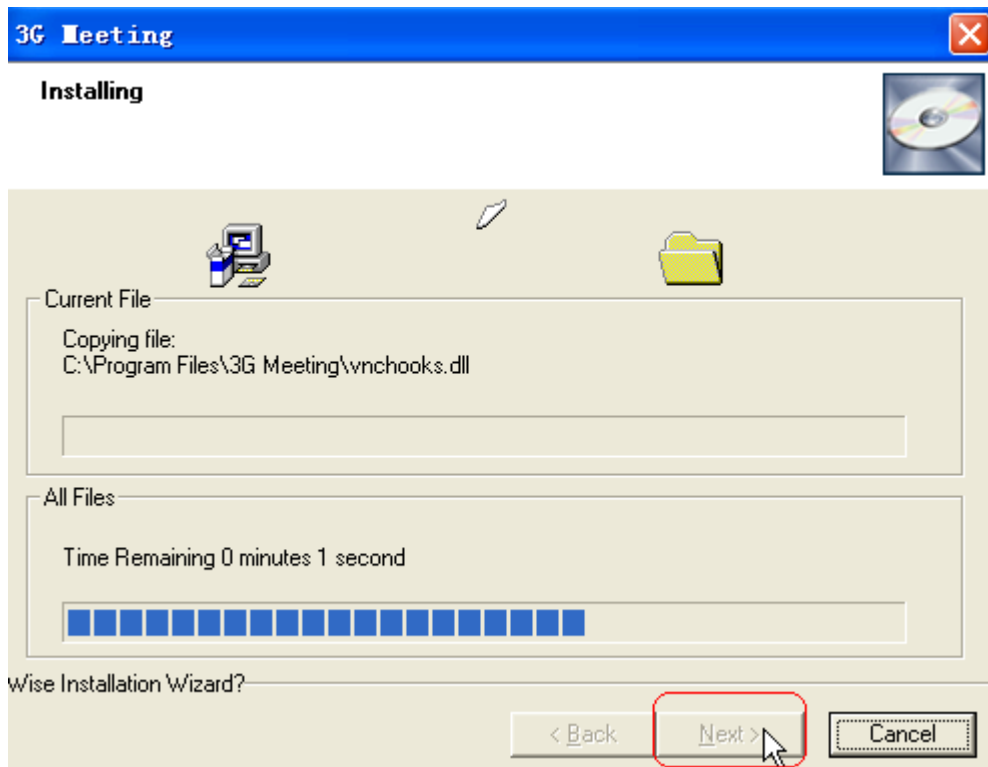 3G Meeting
Installing
Current File
Copying file:
C:\Program Files\3G Meeting\vnchooks.dll
All Files
Time Remaining 0 minutes 1 second
Wise Installation Wizard?
< Back
Next >
Cancel